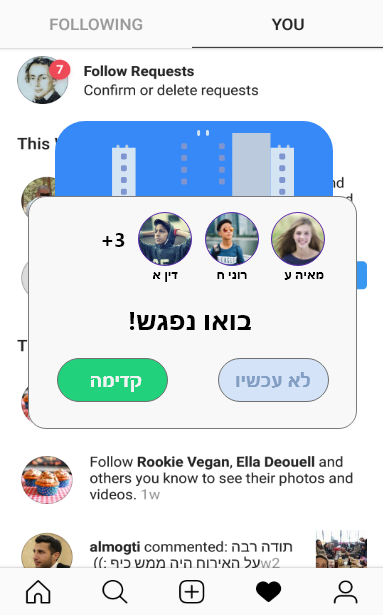 FOLLOWING
YOU
7
Follow Requests
Confirm or delete requests
This
nd
+3
דין א
רוני ח
מאיה ע
בואו נפגש!
קדימה
לא עכשיו
Follow Rookie Vegan, Ella Deouell and
others you know to see their photos and
videos. 1w
almogti commented: תודה רבה
על האירוח היה ממש כיף :)) 2w